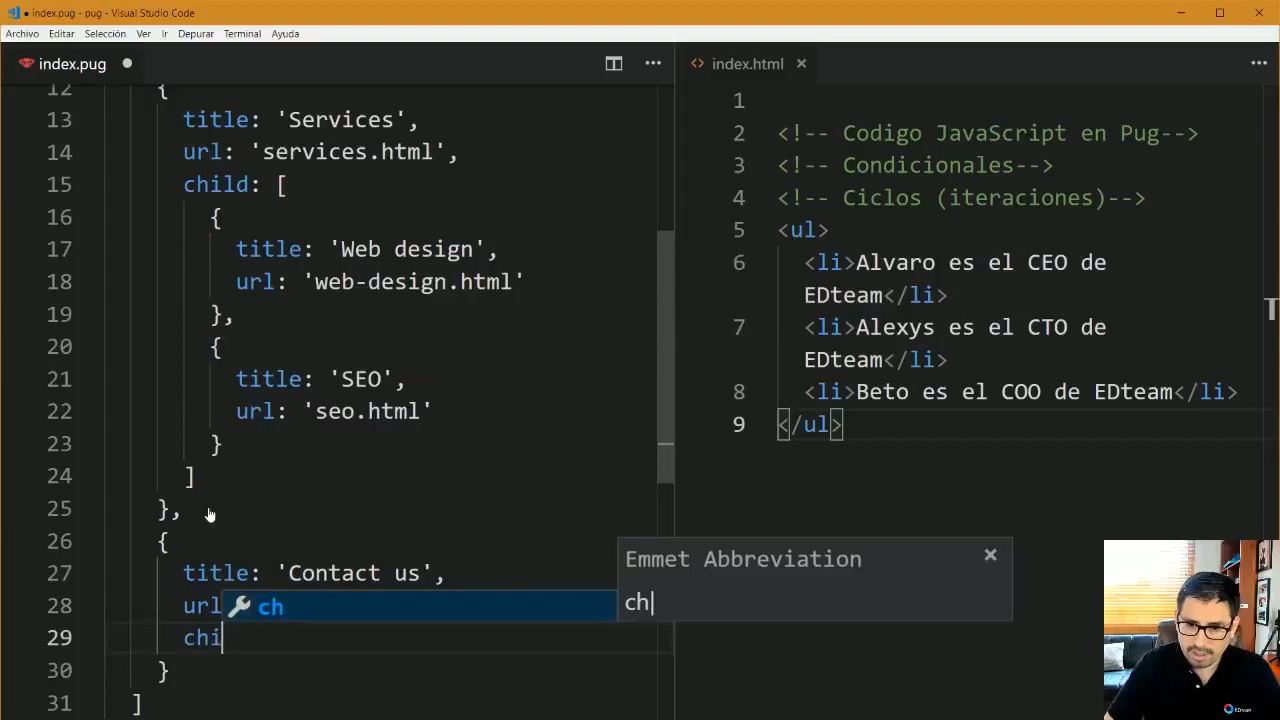 index.pug - pug - Visual Studio Code
Archivo Editar Selección Ver Ir Depurar Terminal Ayuda
index.pug
12 {
13 title: 'Services',
14 url: 'services.html',
15 child: [
16 {
17 title: 'Web design',
18 url: 'web-design.html'
19 },
20 {
21 title: 'SEO',
22 url: 'seo.html'
23 }
24 ]
25 },
26 {
27 title: 'Contact us',
28 url
29 chi
30 }
31 ]
ch
Emmet Abbreviation
ch
index.html
1
2 <!-- Codigo JavaScript en Pug-->
3 <!-- Condicionales-->
4 <!-- Ciclos (iteraciones)-->
5 <ul>
6 <li>Alvaro es el CEO de
EDteam</li>
7 <li>Alexys es el CTO de
EDteam</li>
8 <li>Beto es el COO de EDteam</li>
9 </ul>
EDteam